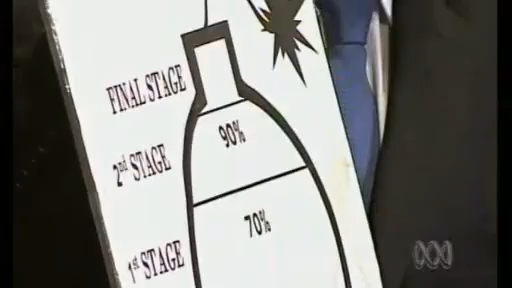 FINAL STAGE
90%
2nd STAGE
70%
1st STAGE